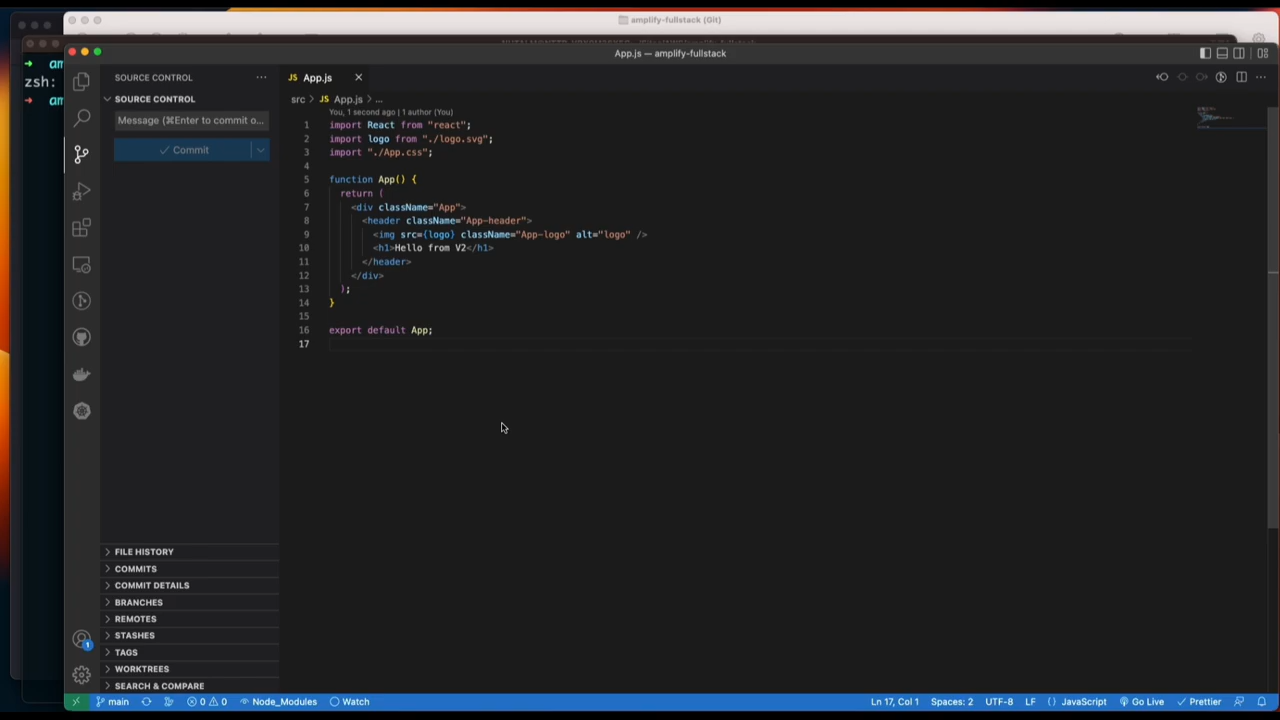 amplify-fullstack (Git)
App.js — amplify-fullstack
am
zsh:
am
SOURCE CONTROL
SOURCE CONTROL
Message (⌘Enter to commit o...
Commit
FILE HISTORY
COMMITS
COMMIT DETAILS
BRANCHES
REMOTES
STASHES
TAGS
WORKTREES
SEARCH & COMPARE
JS App.js
src > JS App.js > ...
You, 1 second ago | 1 author (You)
1 import React from "react";
2 import logo from "./logo.svg";
3 import "./App.css";
4
5 function App() {
6 return (
7 <div className="App">
8 <header className="App-header">
9 <img src={logo} className="App-logo" alt="logo" />
10 <h1>Hello from V2</h1>
11 </header>
12 </div>
13 );
14 }
15
16 export default App;
17
1
main 0 0 Node_Modules Watch Ln 17, Col 1 Spaces: 2 UTF-8 LF {} JavaScript Go Live Prettier